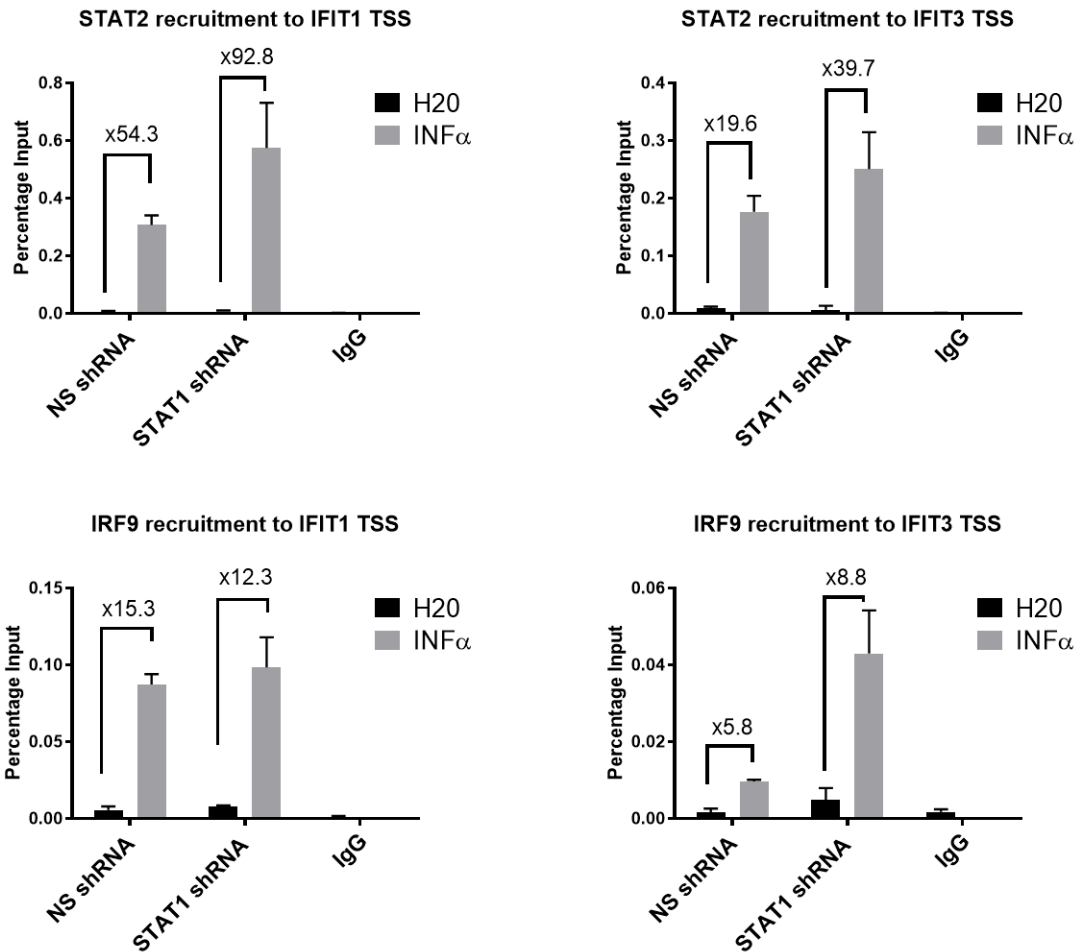 STAT2 recruitment to IFIT1 TSS
x92.8
x54.3
H20
INFα
Percentage Input
0.8
0.6
0.4
0.2
0.0
NS shRNA
STAT1 shRNA
IgG
STAT2 recruitment to IFIT3 TSS
x39.7
x19.6
H20
INFα
Percentage Input
0.4
0.3
0.2
0.1
0.0
NS shRNA
STAT1 shRNA
IgG
IRF9 recruitment to IFIT1 TSS
x12.3
x15.3
H20
INFα
Percentage Input
0.15
0.10
0.05
0.00
NS shRNA
STAT1 shRNA
IgG
IRF9 recruitment to IFIT3 TSS
x8.8
x5.8
H20
INFα
Percentage Input
0.06
0.04
0.02
0.00
NS shRNA
STAT1 shRNA
IgG